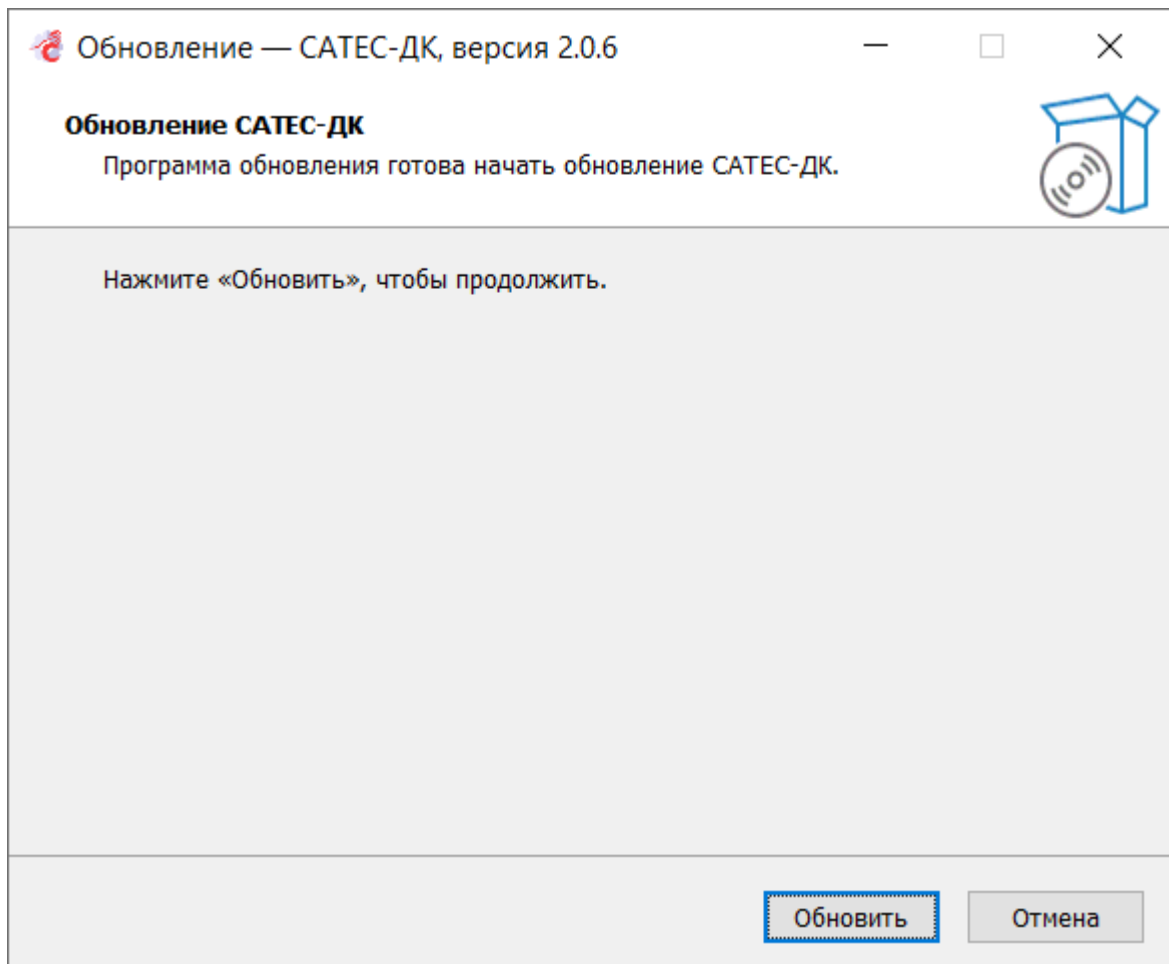 Обновление — САТЕС-ДК, версия 2.0.6
Обновление САТЕС-ДК
Программа обновления готова начать обновление САТЕС-ДК.
Нажмите «Обновить», чтобы продолжить.
Обновить
Отмена